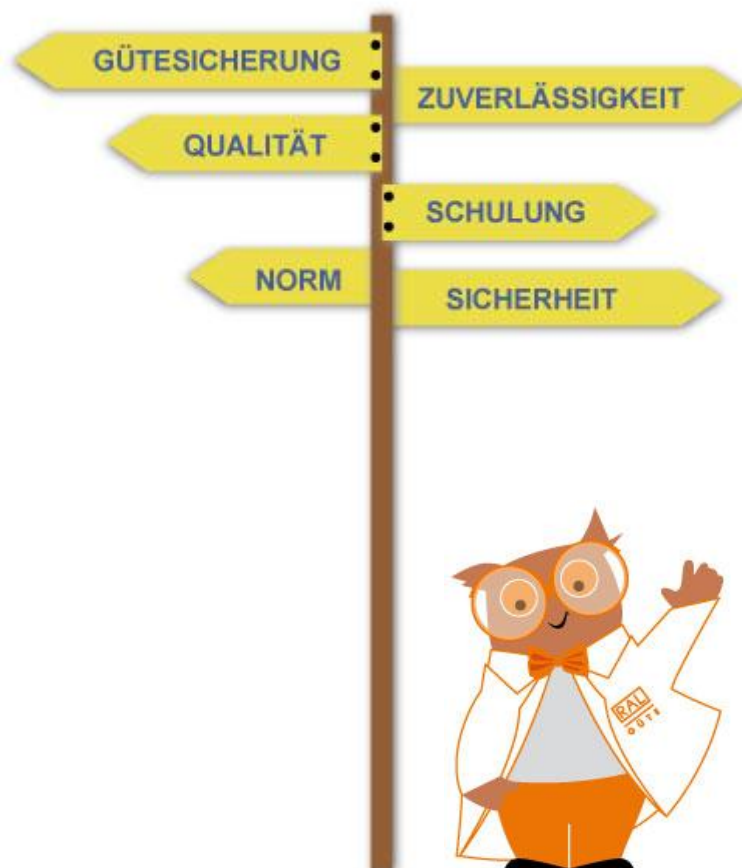 GÜTESICHERUNG
ZUVERLÄSSIGKEIT
QUALITÄT
SCHULUNG
NORM
SICHERHEIT
RAL
GÜTE